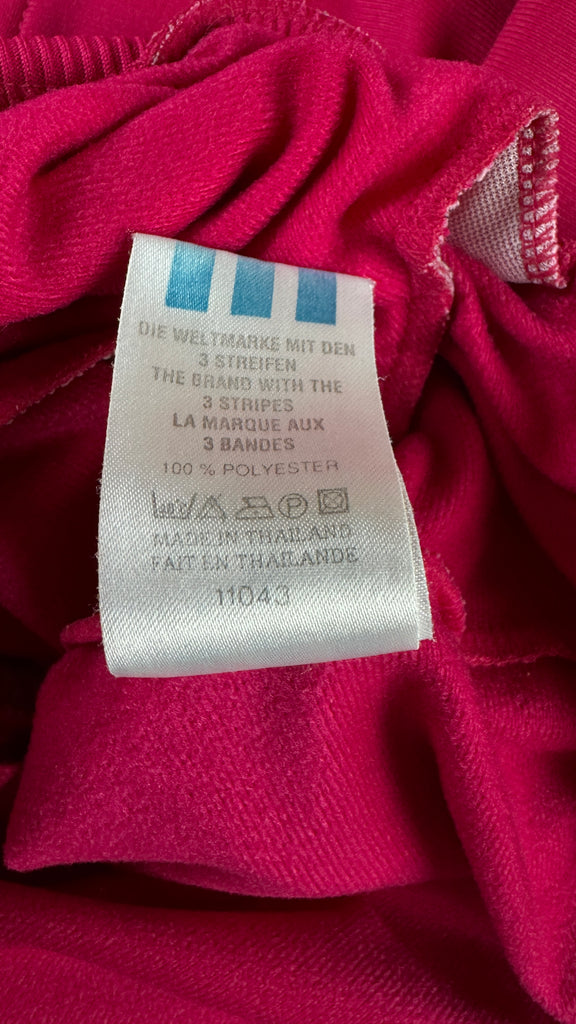 DIE WELTMARKE MIT DEN
3 STREIFEN
THE BRAND WITH THE
3 STRIPES
LA MARQUE AUX
3 BANDES
100 % POLYESTER
MADE IN THAILAND
FAIT EN THAILANDE
11043